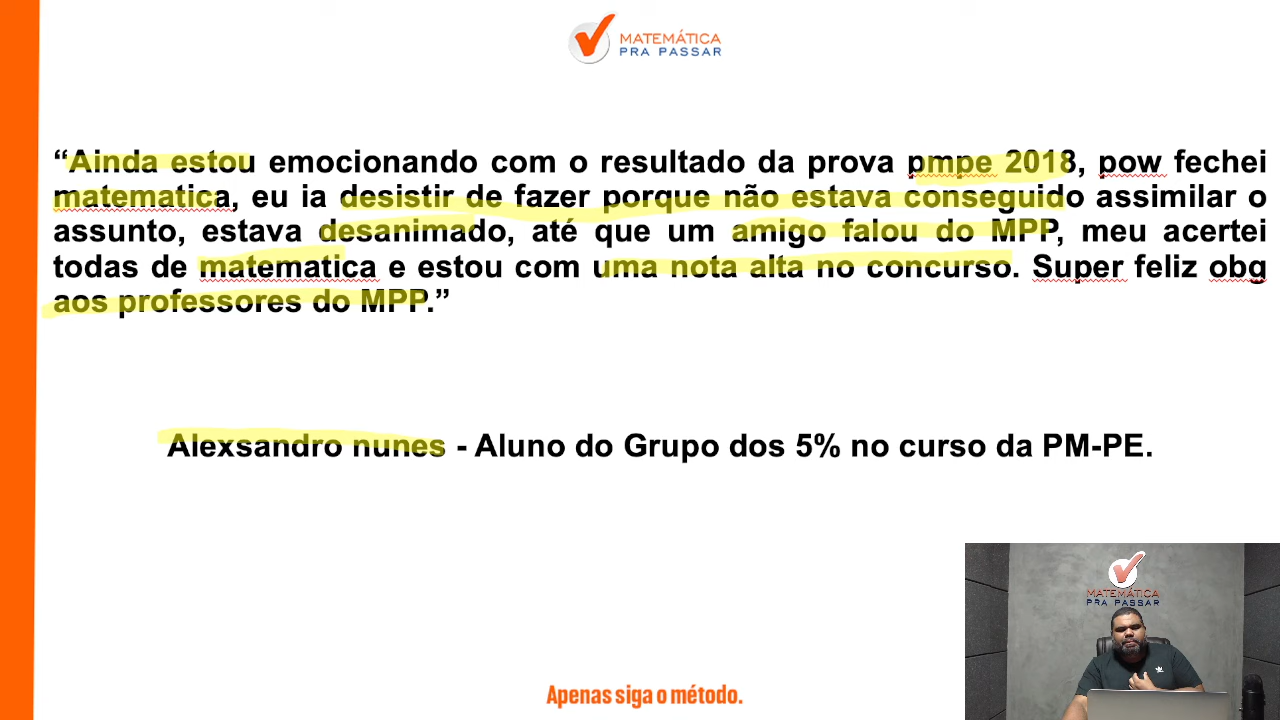 MATEMÁTICA
PRA PASSAR
“Ainda estou emocionando com o resultado da prova pmpe 2018, pow fechei
matematica, eu ia desistir de fazer porque não estava conseguido assimilar o
assunto, estava desanimado, até que um amigo falou do MPP, meu acertei
todas de matematica e estou com uma nota alta no concurso. Super feliz obg
aos professores do MPP.”
Alexsandro nunes - Aluno do Grupo dos 5% no curso da PM-PE.
MATEMÁTICA
PRA PASSAR
Apenas siga o método.